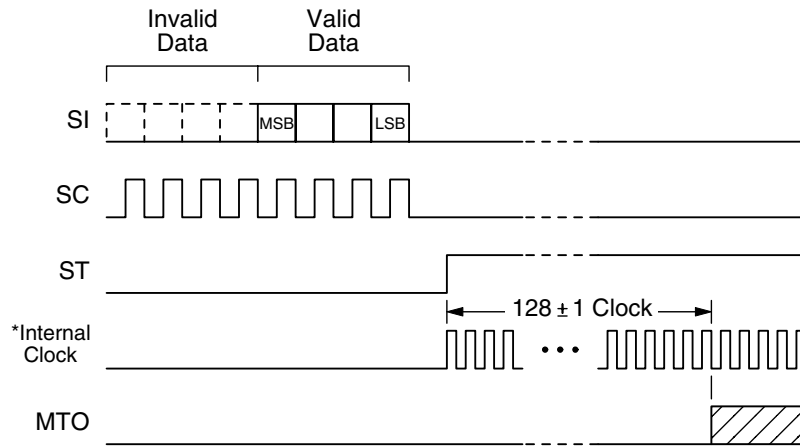 Invalid
Data
Valid
Data
SI
MSB
LSB
SC
ST
128 ± 1 Clock
*Internal
Clock
MTO